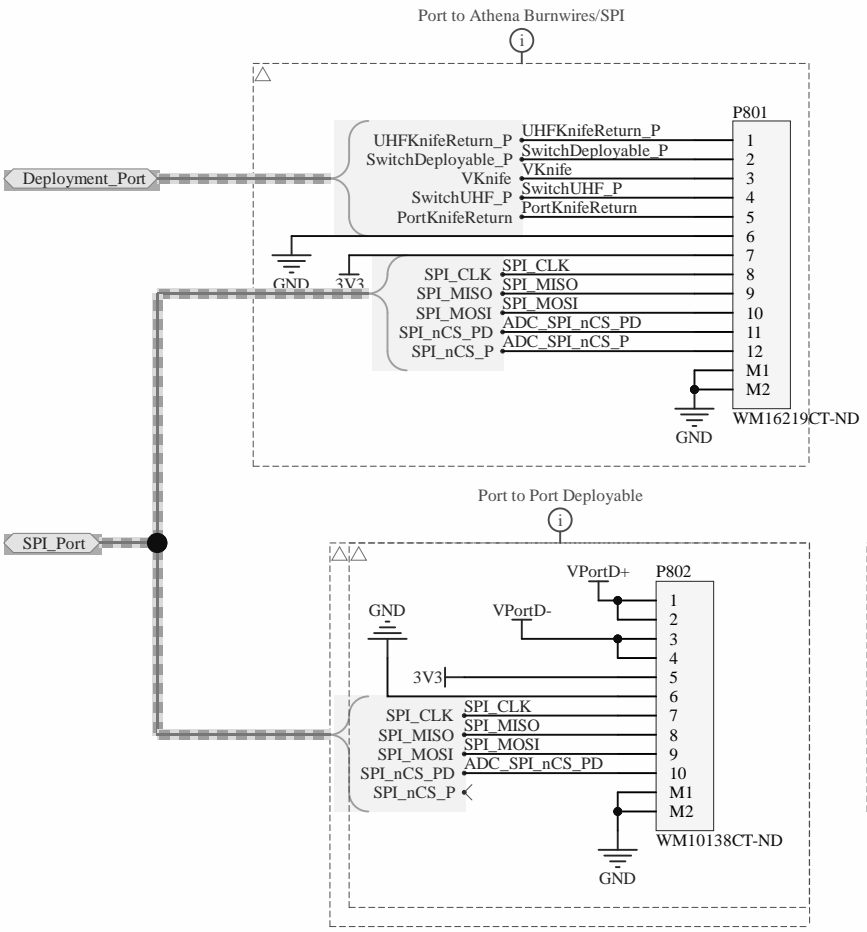 Port to Athena Burnwires/SPI
i
P801
UHFKnifeReturn_P UHFKnifeReturn_P 1
SwitchDeployable_P SwitchDeployable_P 2
VKnife VKnife 3
SwitchUHF_P SwitchUHF_P 4
PortKnifeReturn PortKnifeReturn 5
Deployment_Port
6
GND
3V3
7
SPI_CLK SPI_CLK 8
SPI_MISO SPI_MISO 9
SPI_MOSI SPI_MOSI 10
SPI_nCS_PD ADC_SPI_nCS_PD 11
SPI_nCS_P ADC_SPI_nCS_P 12
M1
M2
GND
WM16219CT-ND
Port to Port Deployable
i
SPI_Port
P802
VPortD+
1
2
VPortD-
3
4
GND
3V3 5
6
SPI_CLK SPI_CLK 7
SPI_MISO SPI_MISO 8
SPI_MOSI SPI_MOSI 9
SPI_nCS_PD ADC_SPI_nCS_PD 10
SPI_nCS_P
M1
M2
GND
WM10138CT-ND